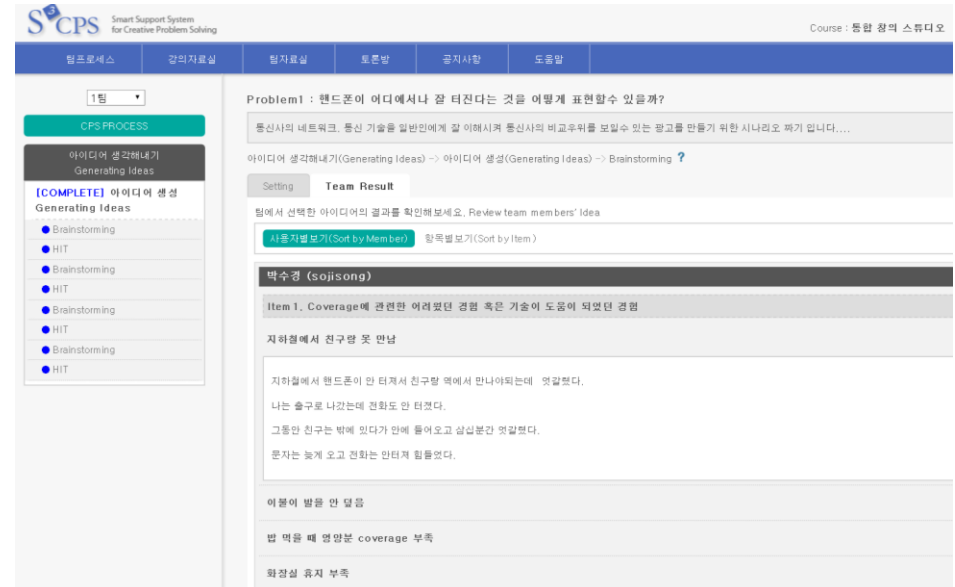 S3CPS Smart Support System
for Creative Problem Solving
Course : 통합 창의 스튜디오
팀프로세스 강의자료실 팀자료실 토론방 공지사항 도움말
1팀
CPS PROCESS
아이디어 생각해내기
Generating Ideas
[COMPLETE] 아이디어 생성
Generating Ideas
Brainstorming
HIT
Brainstorming
HIT
Brainstorming
HIT
Brainstorming
HIT
Problem1 : 핸드폰이 어디에서나 잘 터진다는 것을 어떻게 표현할수 있을까?
통신사의 네트워크, 통신 기술을 일반인에게 잘 이해시켜 통신사의 비교우위를 보일수 있는 광고를 만들기 위한 시나리오 짜기 입니다....
아이디어 생각해내기(Generating Ideas) -> 아이디어 생성(Generating Ideas) -> Brainstorming ?
Setting Team Result
팀에서 선택한 아이디어의 결과를 확인해보세요. Review team members' Idea
사용자별보기(Sort by Member) 항목별보기(Sort by Item)
박수경 (sojisong)
Item 1. Coverage에 관련한 어려웠던 경험 혹은 기술이 도움이 되었던 경험
지하철에서 친구랑 못 만남
지하철에서 핸드폰이 안 터져서 친구랑 역에서 만나야되는데 엇갈렸다.
나는 출구로 나갔는데 전화도 안 터졌다.
그동안 친구는 밖에 있다가 안에 들어오고 삼십분간 엇갈렸다.
문자는 늦게 오고 전화는 안터져 힘들었다.
이불이 발을 안 덮음
밥 먹을 때 영양분 coverage 부족
화장실 휴지 부족